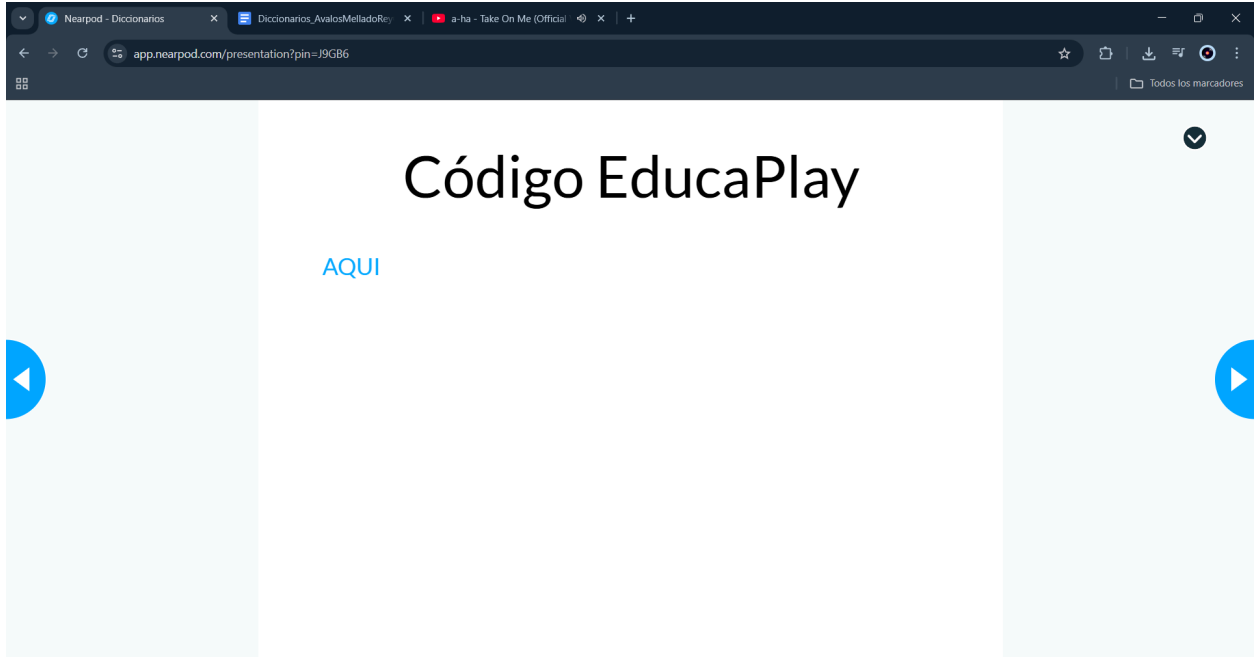 Nearpod - Diccionarios
Diccionarios_AvalosMelladoRey
a-ha - Take On Me (Official
app.nearpod.com/presentation?pin=J9GB6
Todos los marcadores
Código EducaPlay
AQUI